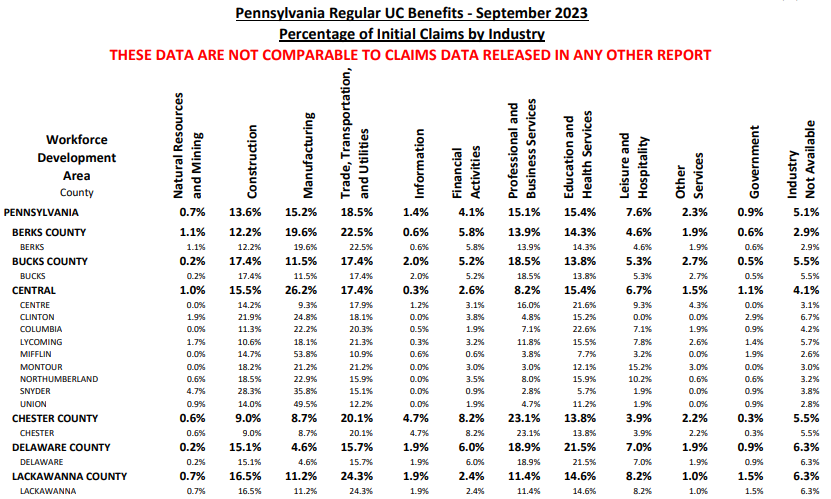 Pennsylvania Regular UC Benefits - September 2023
Percentage of Initial Claims by Industry
THESE DATA ARE NOT COMPARABLE TO CLAIMS DATA RELEASED IN ANY OTHER REPORT
Workforce
Development
Area
County
Natural Resources
and Mining
Construction
Manufacturing
Trade, Transportation,
and Utilities
Information
Financial
Activities
Professional and
Business Services
Education and
Health Services
Leisure and
Hospitality
Other
Services
Government
Industry
Not Available
PENNSYLVANIA 0.7% 13.6% 15.2% 18.5% 1.4% 4.1% 15.1% 15.4% 7.6% 2.3% 0.9% 5.1%
BERKS COUNTY 1.1% 12.2% 19.6% 22.5% 0.6% 5.8% 13.9% 14.3% 4.6% 1.9% 0.6% 2.9%
BERKS 1.1% 12.2% 19.6% 22.5% 0.6% 5.8% 13.9% 14.3% 4.6% 1.9% 0.6% 2.9%
BUCKS COUNTY 0.2% 17.4% 11.5% 17.4% 2.0% 5.2% 18.5% 13.8% 5.3% 2.7% 0.5% 5.5%
BUCKS 0.2% 17.4% 11.5% 17.4% 2.0% 5.2% 18.5% 13.8% 5.3% 2.7% 0.5% 5.5%
CENTRAL 1.0% 15.5% 26.2% 17.4% 0.3% 2.6% 8.2% 15.4% 6.7% 1.5% 1.1% 4.1%
CENTRE 0.0% 14.2% 9.3% 17.9% 1.2% 3.1% 16.0% 21.6% 9.3% 4.3% 0.0% 3.1%
CLINTON 1.9% 21.9% 24.8% 18.1% 0.0% 3.8% 4.8% 15.2% 0.0% 0.0% 2.9% 6.7%
COLUMBIA 0.0% 11.3% 22.2% 20.3% 0.5% 1.9% 7.1% 22.6% 7.1% 1.9% 0.9% 4.2%
LYCOMING 1.7% 10.6% 18.1% 21.3% 0.3% 3.2% 11.8% 15.5% 7.8% 2.6% 1.4% 5.7%
MIFFLIN 0.0% 14.7% 53.8% 10.9% 0.6% 0.6% 3.8% 7.7% 3.2% 0.0% 1.9% 2.6%
MONTOUR 0.0% 18.2% 21.2% 21.2% 0.0% 3.0% 3.0% 12.1% 15.2% 3.0% 0.0% 3.0%
NORTHUMBERLAND 0.6% 18.5% 22.9% 15.9% 0.0% 3.5% 8.0% 15.9% 10.2% 0.6% 0.6% 3.2%
SNYDER 4.7% 28.3% 35.8% 15.1% 0.0% 0.9% 2.8% 5.7% 1.9% 0.9% 0.9% 3.8%
UNION 0.9% 14.0% 49.5% 12.2% 0.0% 1.9% 4.7% 11.2% 1.9% 0.0% 0.9% 2.8%
CHESTER COUNTY 0.6% 9.0% 8.7% 20.1% 4.7% 8.2% 23.1% 13.8% 3.9% 2.2% 0.3% 5.5%
CHESTER 0.6% 9.0% 8.7% 20.1% 4.7% 8.2% 23.1% 13.8% 3.9% 2.2% 0.3% 5.5%
DELAWARE COUNTY 0.2% 15.1% 4.6% 15.7% 1.9% 6.0% 18.9% 21.5% 7.0% 1.9% 0.9% 6.3%
DELAWARE 0.2% 15.1% 4.6% 15.7% 1.9% 6.0% 18.9% 21.5% 7.0% 1.9% 0.9% 6.3%
LACKAWANNA COUNTY 0.7% 16.5% 11.2% 24.3% 1.9% 2.4% 11.4% 14.6% 8.2% 1.0% 1.5% 6.3%
LACKAWANNA 0.7% 16.5% 11.2% 24.3% 1.9% 2.4% 11.4% 14.6% 8.2% 1.0% 1.5% 6.3%